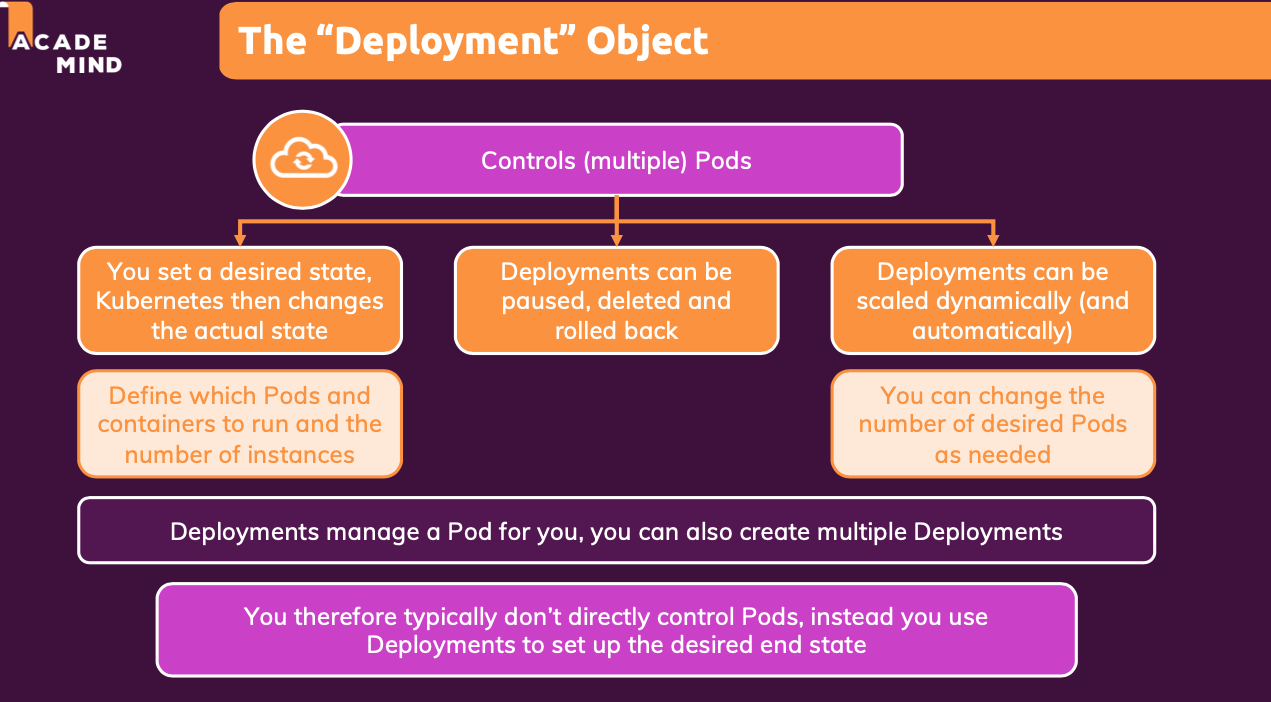 ACADE
MIND
The “Deployment” Object
Controls (multiple) Pods
You set a desired state,
Kubernetes then changes
the actual state
Deployments can be
paused, deleted and
rolled back
Deployments can be
scaled dynamically (and
automatically)
Define which Pods and
containers to run and the
number of instances
You can change the
number of desired Pods
as needed
Deployments manage a Pod for you, you can also create multiple Deployments
You therefore typically don’t directly control Pods, instead you use
Deployments to set up the desired end state